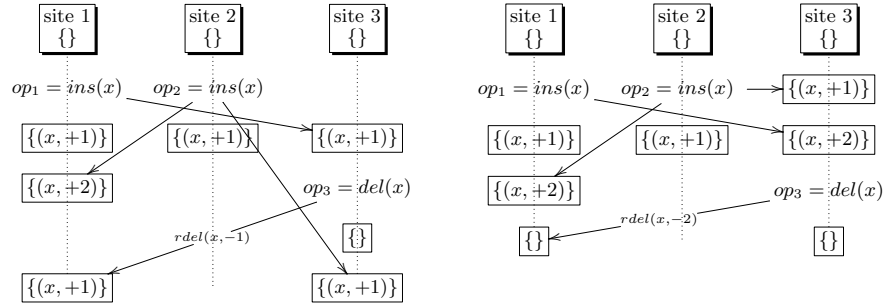 site 1
{}
site 2
{}
site 3
{}
op₁ = ins(x)
op₂ = ins(x)
{(x, +1)}
{(x, +1)}
{(x, +1)}
{(x, +2)}
op₃ = del(x)
rdel(x,−1)
{}
{(x, +1)}
{(x, +1)}
site 1
{}
site 2
{}
site 3
{}
op₁ = ins(x)
op₂ = ins(x)
{(x, +1)}
{(x, +1)}
{(x, +1)}
{(x, +2)}
{(x, +2)}
op₃ = del(x)
rdel(x,−2)
{}
{}